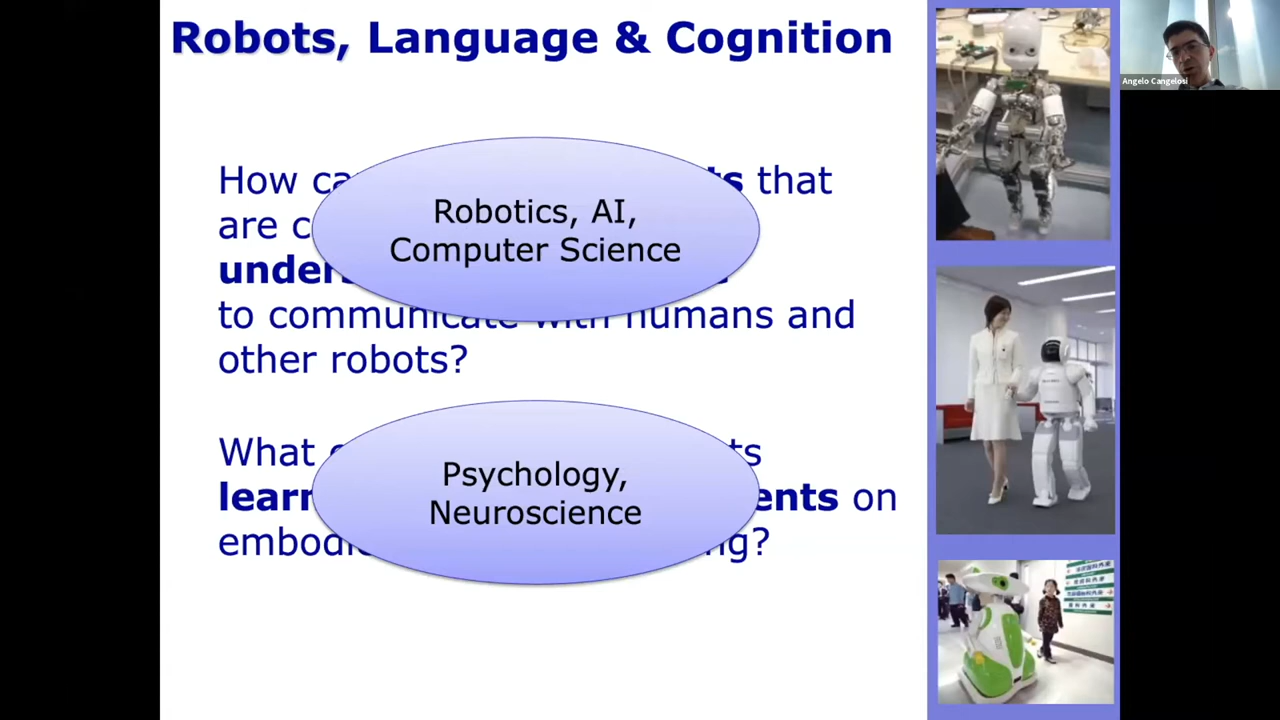 Robots, Language & Cognition
How ca
s that
are c
Robotics, AI,
Computer Science
under
to communicate with humans and
other robots?
What
ts
learn
ents on
embodi
ng?
Psychology,
Neuroscience
Angelo Cangelosi